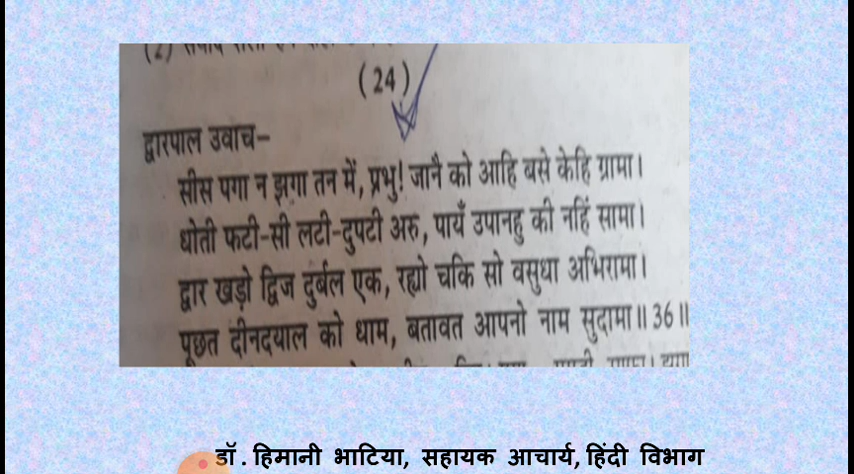 (24)
द्वारपाल उवाच–
सीस पगा न झगा तन में, प्रभु! जानै को आहि बसे केहि ग्रामा।
धोती फटी-सी लटी-दुपटी अरु, पायँ उपानहु की नहिं सामा।
द्वार खड़ो द्विज दुर्बल एक, रह्यो चकि सो वसुधा अभिरामा।
पूछत दीनदयाल को धाम, बतावत आपनो नाम सुदामा॥ 36॥
डॉ . हिमानी भाटिया, सहायक आचार्य, हिंदी विभाग